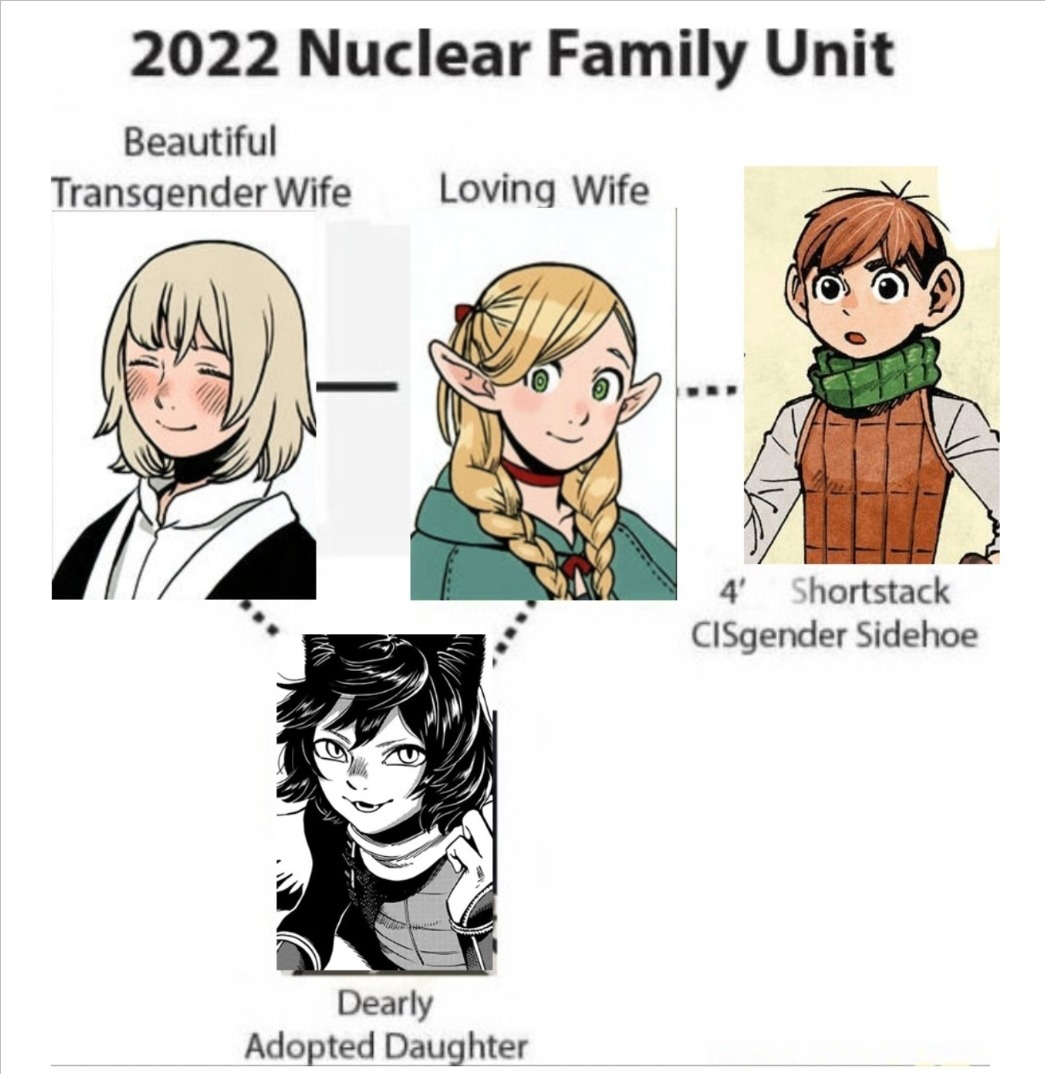 2022 Nuclear Family Unit
Beautiful
Transgender Wife
Loving Wife
4' Shortstack
CISgender Sidehoe
Dearly
Adopted Daughter